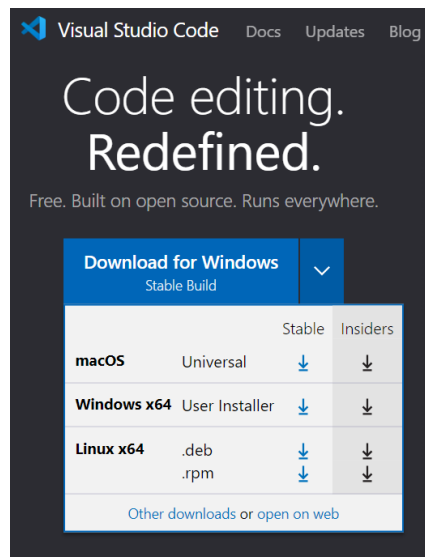 Visual Studio Code Docs Updates Blog
Code editing.
Redefined.
Free. Built on open source. Runs everywhere.
Download for Windows
Stable Build
Stable Insiders
macOS Universal
Windows x64 User Installer
Linux x64 .deb
.rpm
Other downloads or open on web